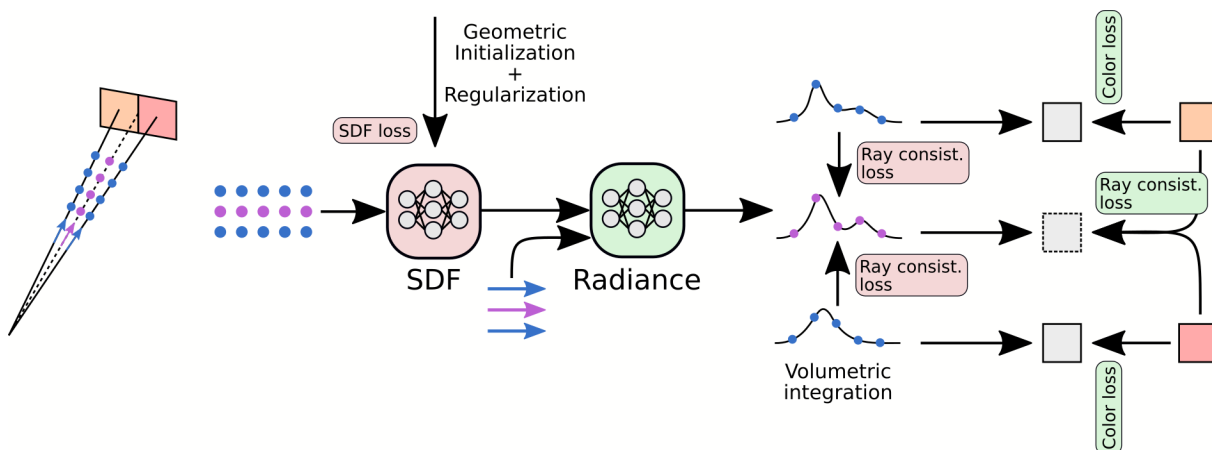 Geometric
Initialization
+
Regularization
SDF loss
SDF
Radiance
Ray consist.
loss
Ray consist.
loss
Volumetric
integration
Color loss
Ray consist.
loss
Color loss